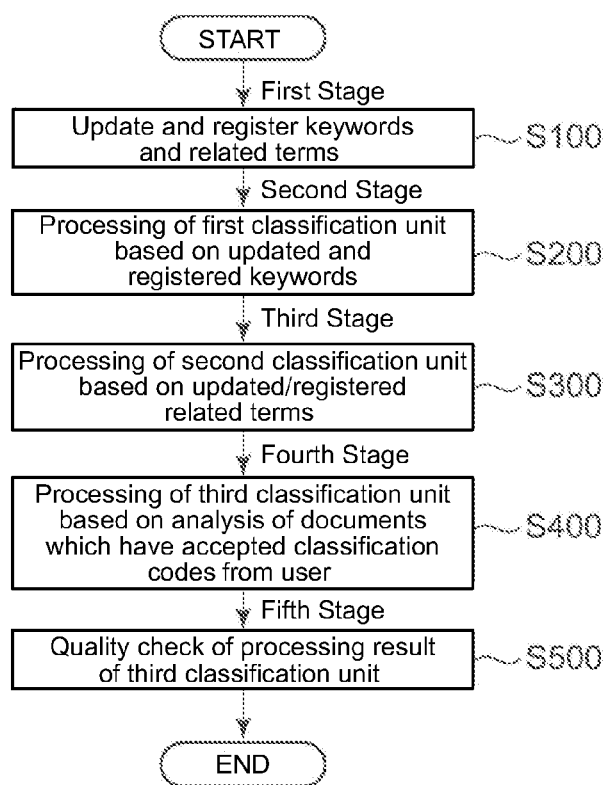 START
First Stage
Update and register keywords
and related terms
S100
Second Stage
Processing of first classification unit
based on updated and
registered keywords
S200
Third Stage
Processing of second classification unit
based on updated/registered
related terms
S300
Fourth Stage
Processing of third classification unit
based on analysis of documents
which have accepted classification
codes from user
S400
Fifth Stage
Quality check of processing result
of third classification unit
S500
END